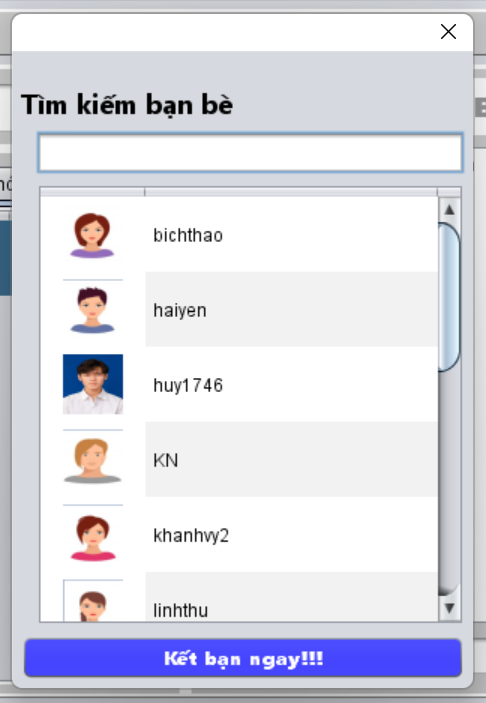 Tìm kiếm bạn bè
bichthao
haiyen
huy1746
KN
khanhvy2
linhthu
Kết bạn ngay!!!